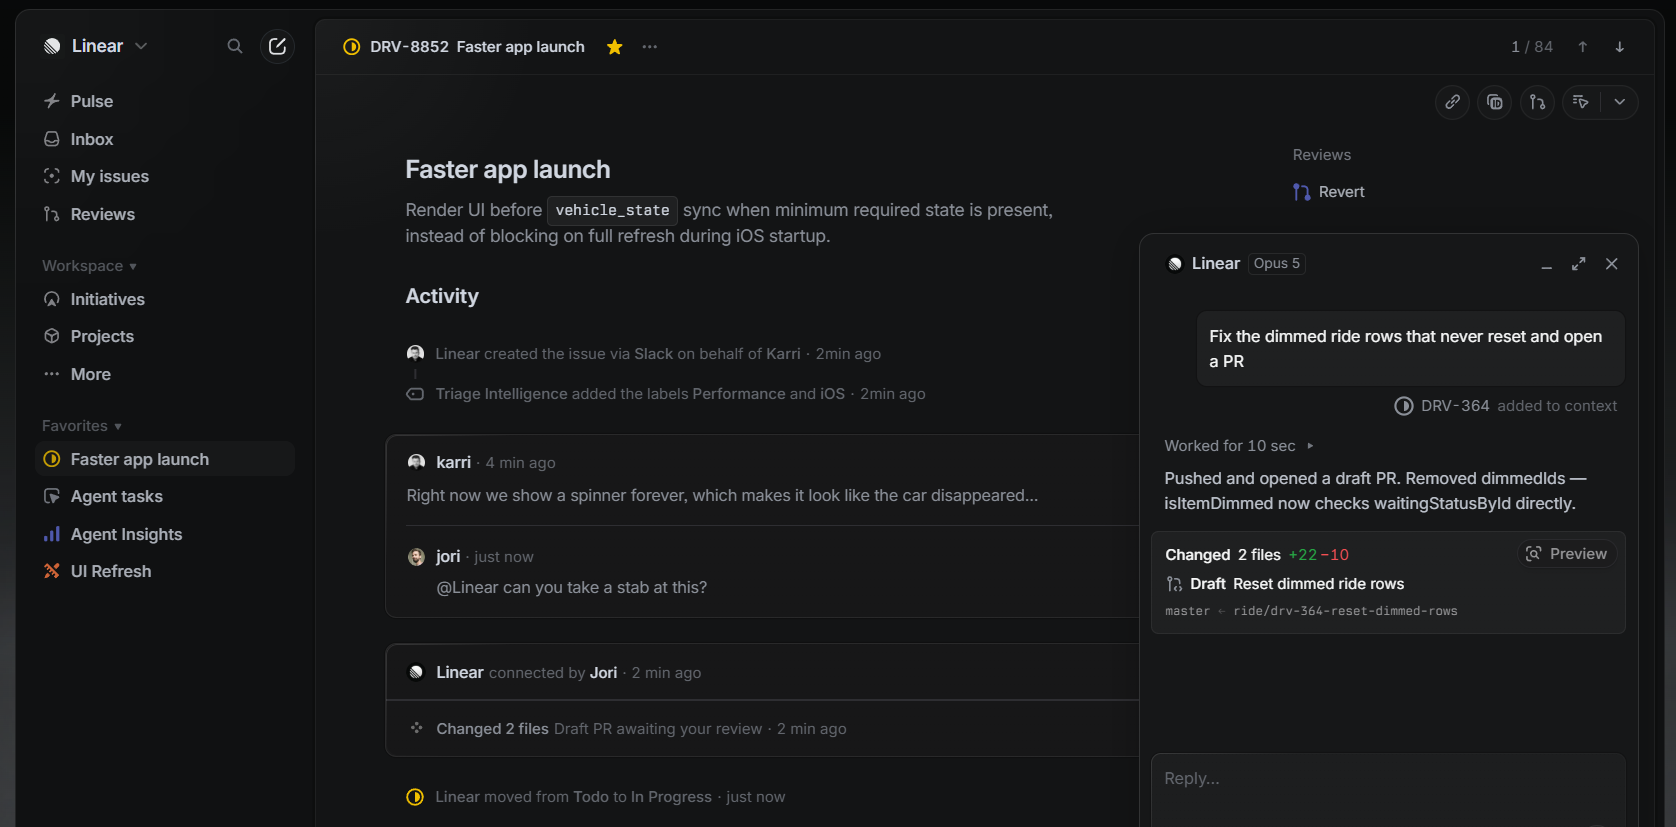 Linear
Pulse
Inbox
My issues
Reviews
Workspace
Initiatives
Projects
More
Favorites
Faster app launch
Agent tasks
Agent Insights
UI Refresh
DRV-8852 Faster app launch
1 / 84
Faster app launch
Render UI before vehicle_state sync when minimum required state is present,
instead of blocking on full refresh during iOS startup.
Activity
Linear created the issue via Slack on behalf of Karri · 2min ago
Triage Intelligence added the labels Performance and iOS · 2min ago
karri · 4 min ago
Right now we show a spinner forever, which makes it look like the car disappeared...
jori · just now
@Linear can you take a stab at this?
Linear connected by Jori · 2 min ago
Changed 2 files Draft PR awaiting your review · 2 min ago
Linear moved from Todo to In Progress · just now
Reviews
Revert
Linear Opus 5
Fix the dimmed ride rows that never reset and open
a PR
DRV-364 added to context
Worked for 10 sec
Pushed and opened a draft PR. Removed dimmedIds —
isItemDimmed now checks waitingStatusById directly.
Changed 2 files +22 −10 Preview
Draft Reset dimmed ride rows
master ← ride/drv-364-reset-dimmed-rows
Reply...